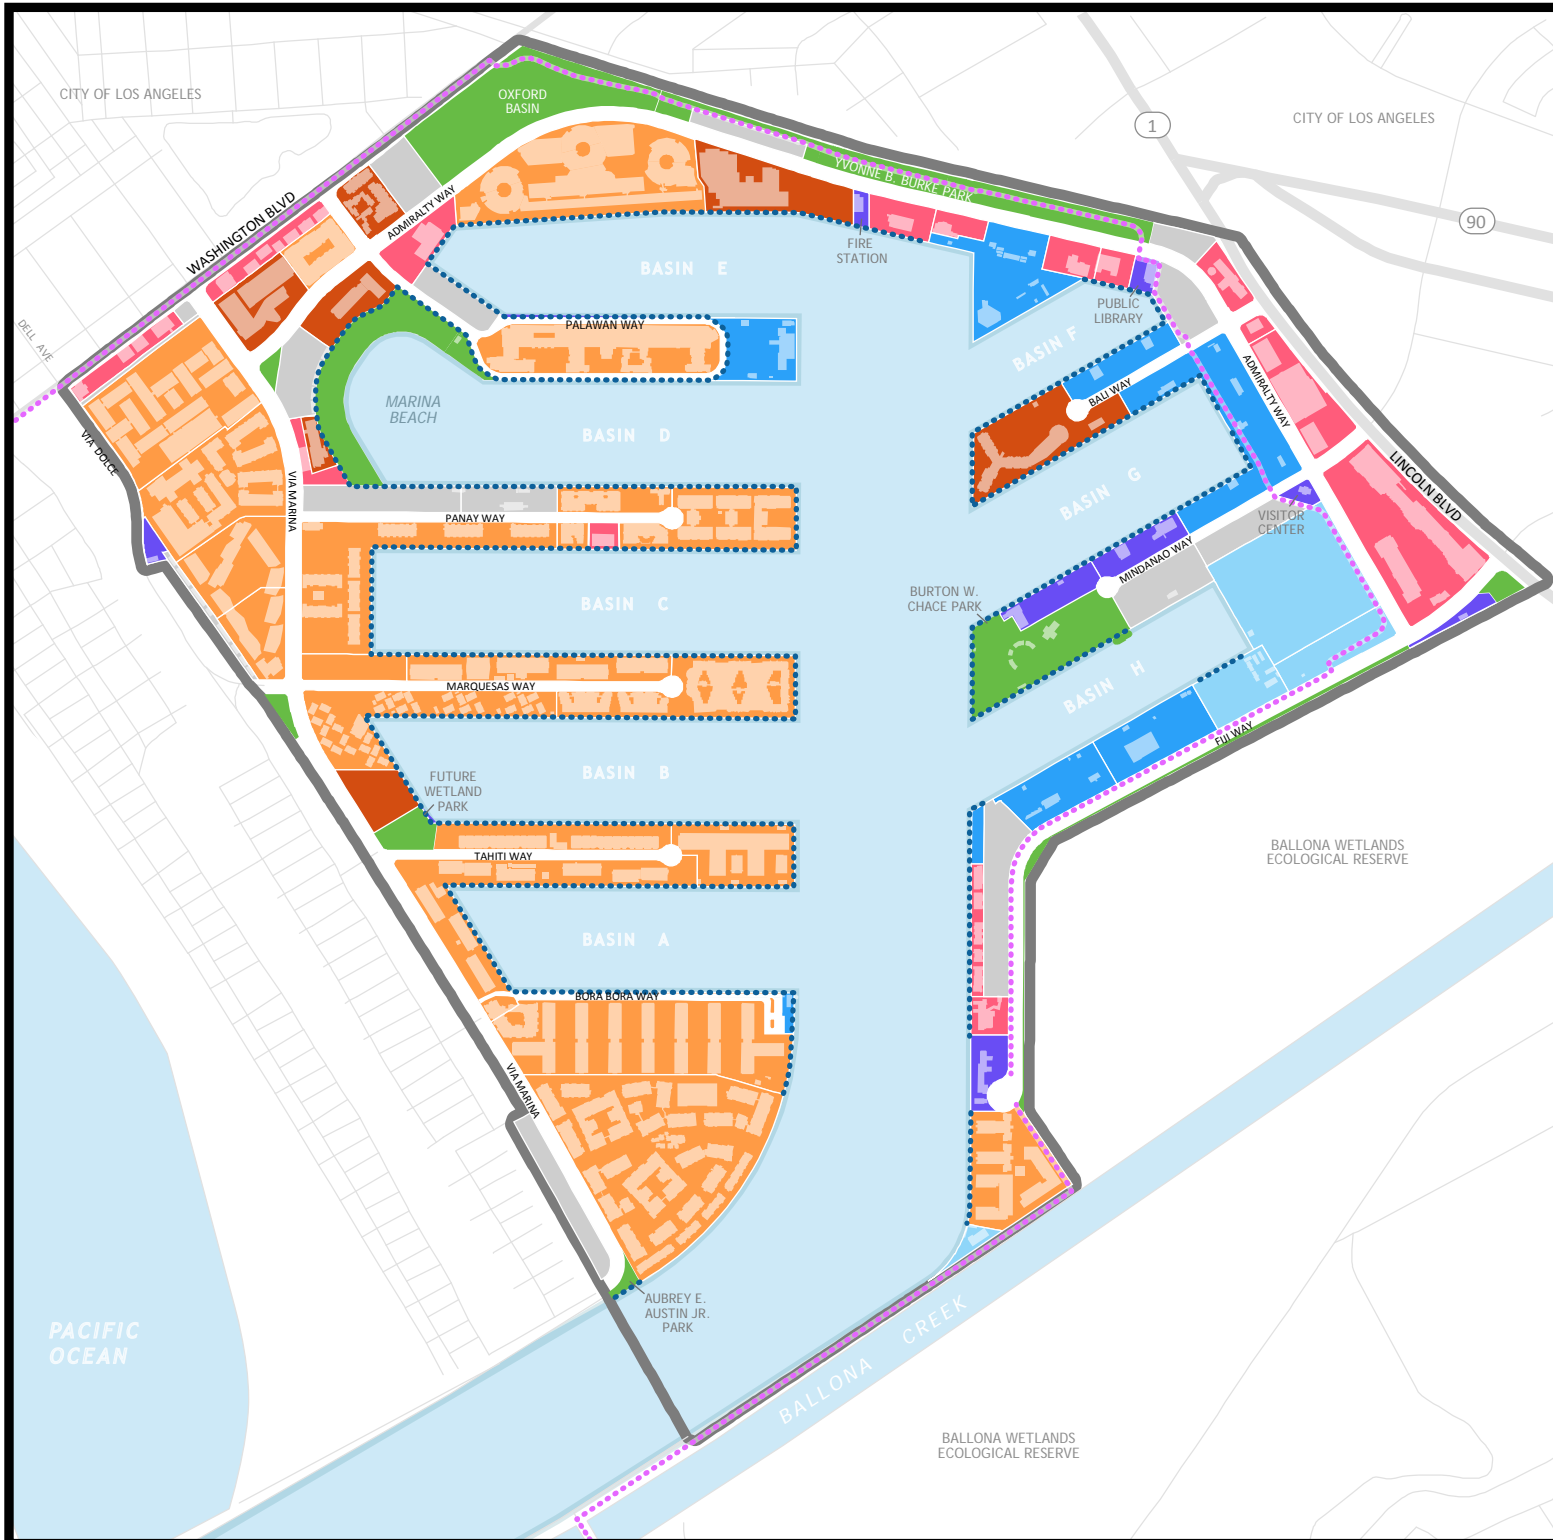 CITY OF LOS ANGELES
OXFORD
BASIN
1
CITY OF LOS ANGELES
YVONNE B. BURKE PARK
90
WASHINGTON BLVD
ADMIRALTY WAY
FIRE
STATION
BASIN E
PUBLIC
LIBRARY
DELL AVE
PALAWAN WAY
BASIN F
MARINA
BEACH
BALI WAY
ADMIRALTY WAY
BASIN D
VIA DOLCE
VIA MARINA
LINCOLN BLVD
BASIN G
PANAY WAY
VISITOR
CENTER
MINDANAO WAY
BURTON W.
CHACE PARK
BASIN C
BASIN H
MARQUESAS WAY
FIJI WAY
BASIN B
FUTURE
WETLAND
PARK
BALLONA WETLANDS
ECOLOGICAL RESERVE
TAHITI WAY
BASIN A
BORA BORA WAY
VIA MARINA
AUBREY E.
AUSTIN JR.
PARK
PACIFIC
OCEAN
BALLONA CREEK
BALLONA WETLANDS
ECOLOGICAL RESERVE